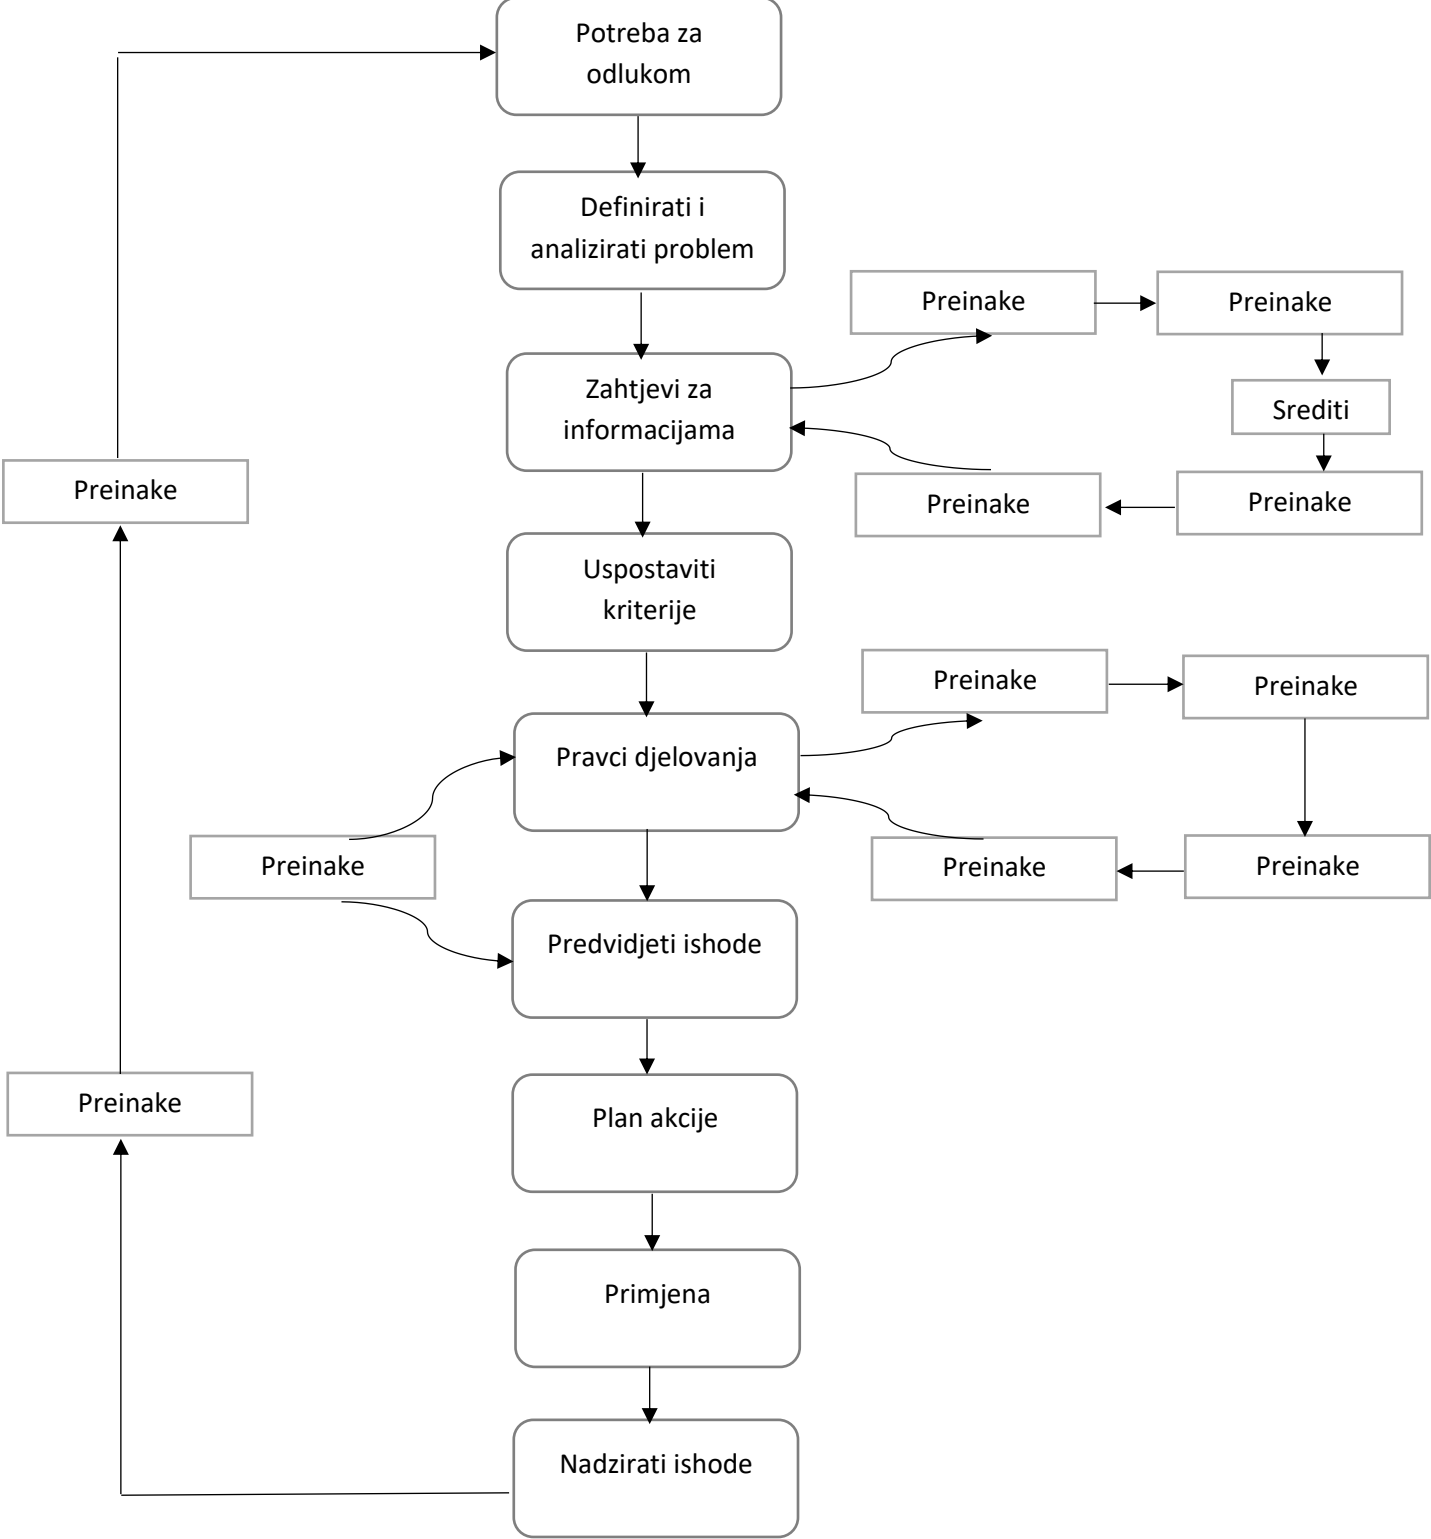 Potreba za
odlukom
Definirati i
analizirati problem
Preinake
Preinake
Zahtjevi za
informacijama
Srediti
Preinake
Preinake
Preinake
Uspostaviti
kriterije
Preinake
Preinake
Pravci djelovanja
Preinake
Preinake
Preinake
Predvidjeti ishode
Preinake
Plan akcije
Primjena
Nadzirati ishode